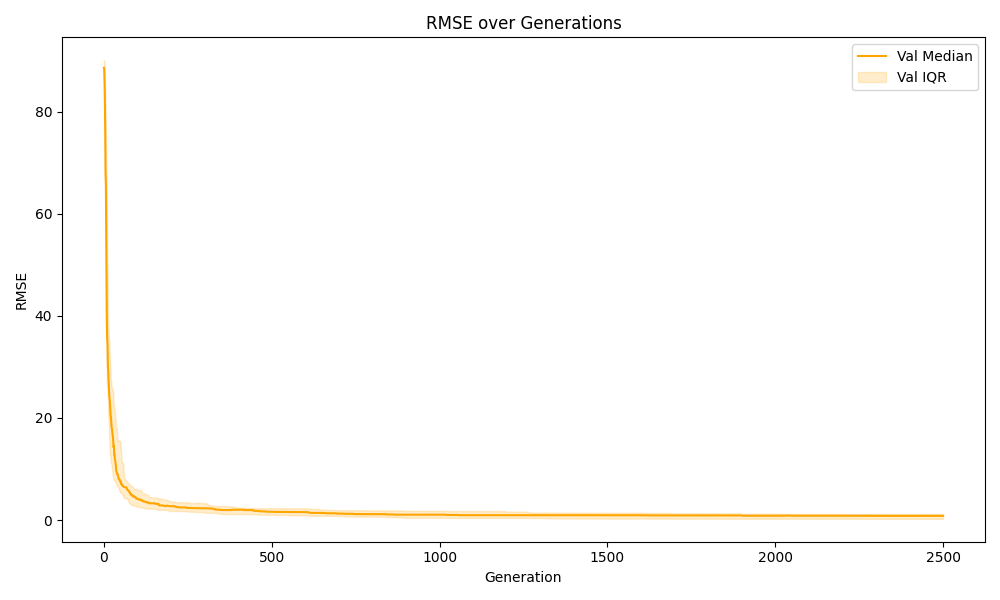 RMSE over Generations
Val Median
Val IQR
RMSE
80
60
40
20
0
0 500 1000 1500 2000 2500
Generation